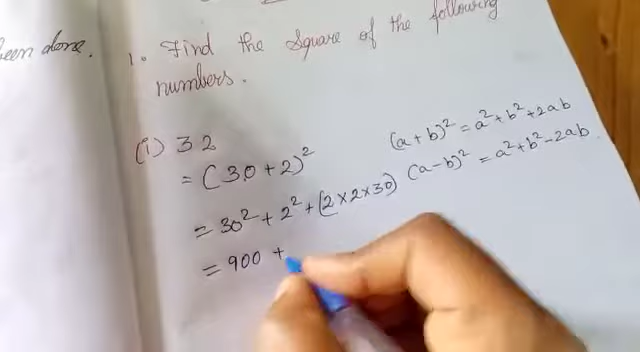 been done.
1. Find the Square of the following
numbers.
(i) 32
= (30+2)²
(a+b)² = a²+b²+2ab
= 30² + 2² + (2×2×30)
(a-b)² = a²+b²-2ab
= 900 +